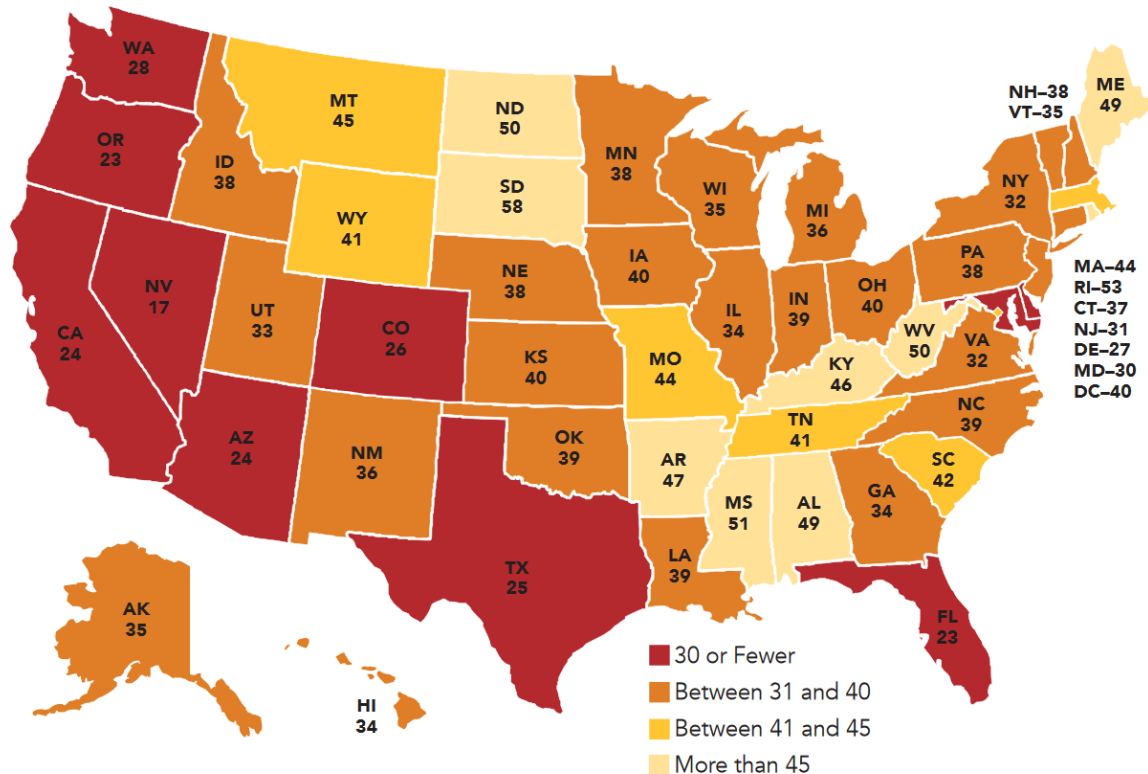 WA
28
MT
45
ND
50
NH–38
VT–35
ME
49
OR
23
ID
38
MN
38
WI
35
NY
32
SD
58
MI
36
WY
41
PA
38
MA–44
RI–53
CT–37
NJ–31
DE–27
MD–30
DC–40
NE
38
IA
40
OH
40
NV
17
UT
33
IL
34
IN
39
CA
24
CO
26
WV
50
VA
32
KS
40
MO
44
KY
46
NC
39
AZ
24
NM
36
OK
39
TN
41
AR
47
SC
42
MS
51
AL
49
GA
34
TX
25
LA
39
AK
35
FL
23
HI
34
30 or Fewer
Between 31 and 40
Between 41 and 45
More than 45